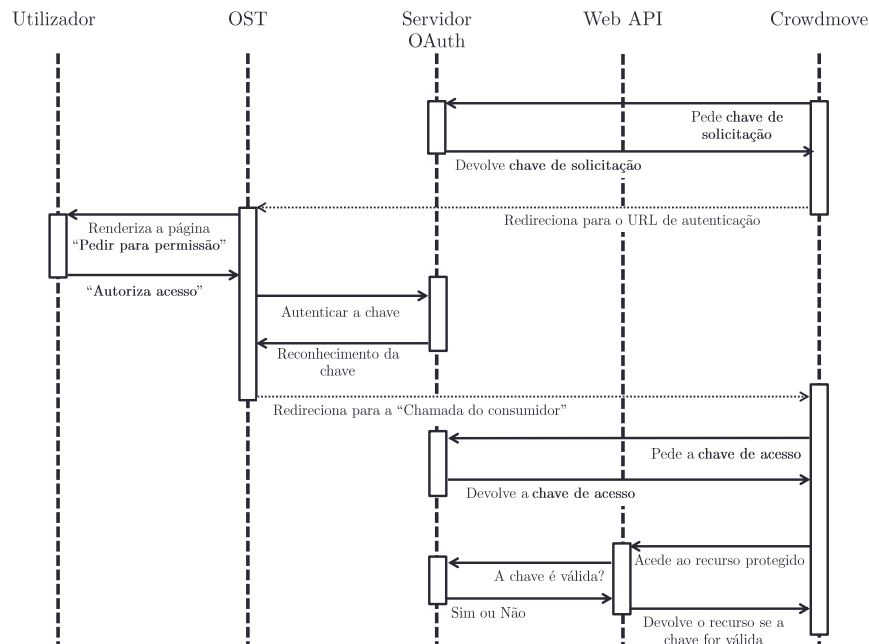 Utilizador
OST
Servidor
OAuth
Web API
Crowdmove
Pede chave de
solicitação
Devolve chave de solicitação
Redireciona para o URL de autenticação
Renderiza a página
“Pedir para permissão”
“Autoriza acesso”
Autenticar a chave
Reconhecimento da
chave
Redireciona para a “Chamada do consumidor”
Pede a chave de acesso
Devolve a chave de acesso
Acede ao recurso protegido
A chave é válida?
Sim ou Não
Devolve o recurso se a
chave for válida